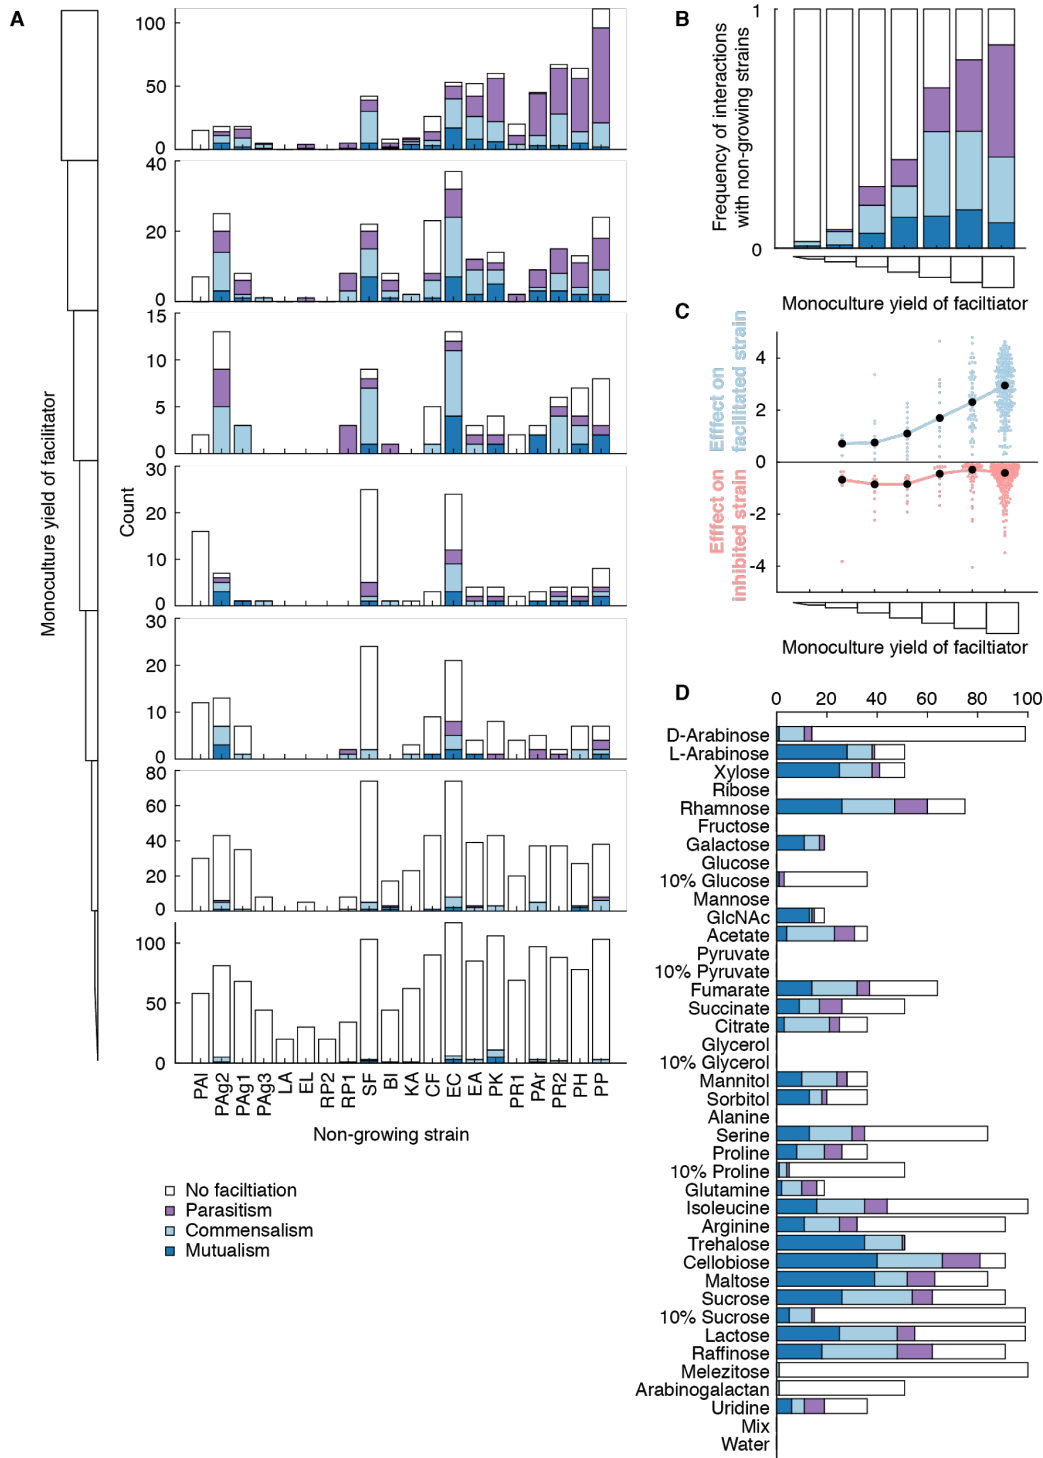 A
Monoculture yield of facilitator
Count
100
50
0
40
20
0
15
10
5
0
30
20
10
0
30
20
10
0
80
60
40
20
0
100
50
0
PAl
PAg2
PAg1
PAg3
LA
EL
RP2
RP1
SF
BI
KA
CF
EC
EA
PK
PR1
PAr
PR2
PH
PP
Non-growing strain
No faciltiation
Parasitism
Commensalism
Mutualism
B
Frequency of interactions
with non-growing strains
1
0
Monoculture yield of faciltiator
C
Efffect on
facilitated strain
Efffect on
inhibited strain
4
2
0
-2
-4
Monoculture yield of faciltiator
D
0 20 40 60 80 100
D-Arabinose
L-Arabinose
Xylose
Ribose
Rhamnose
Fructose
Galactose
Glucose
10% Glucose
Mannose
GlcNAc
Acetate
Pyruvate
10% Pyruvate
Fumarate
Succinate
Citrate
Glycerol
10% Glycerol
Mannitol
Sorbitol
Alanine
Serine
Proline
10% Proline
Glutamine
Isoleucine
Arginine
Trehalose
Cellobiose
Maltose
Sucrose
10% Sucrose
Lactose
Raffinose
Melezitose
Arabinogalactan
Uridine
Mix
Water